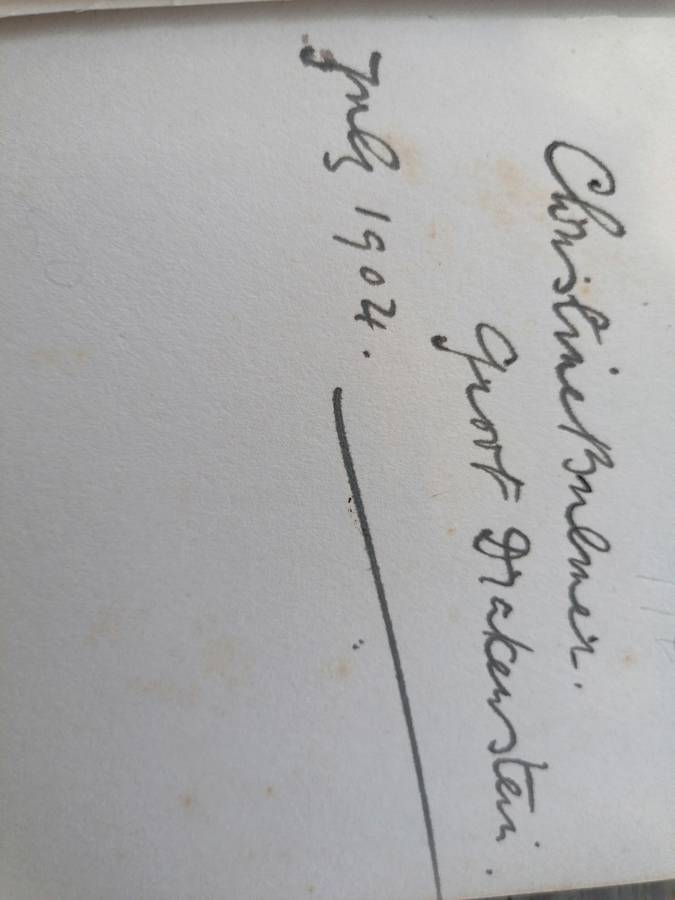 Christine Bulmer.
Groot Drakenstein.
July 1904.